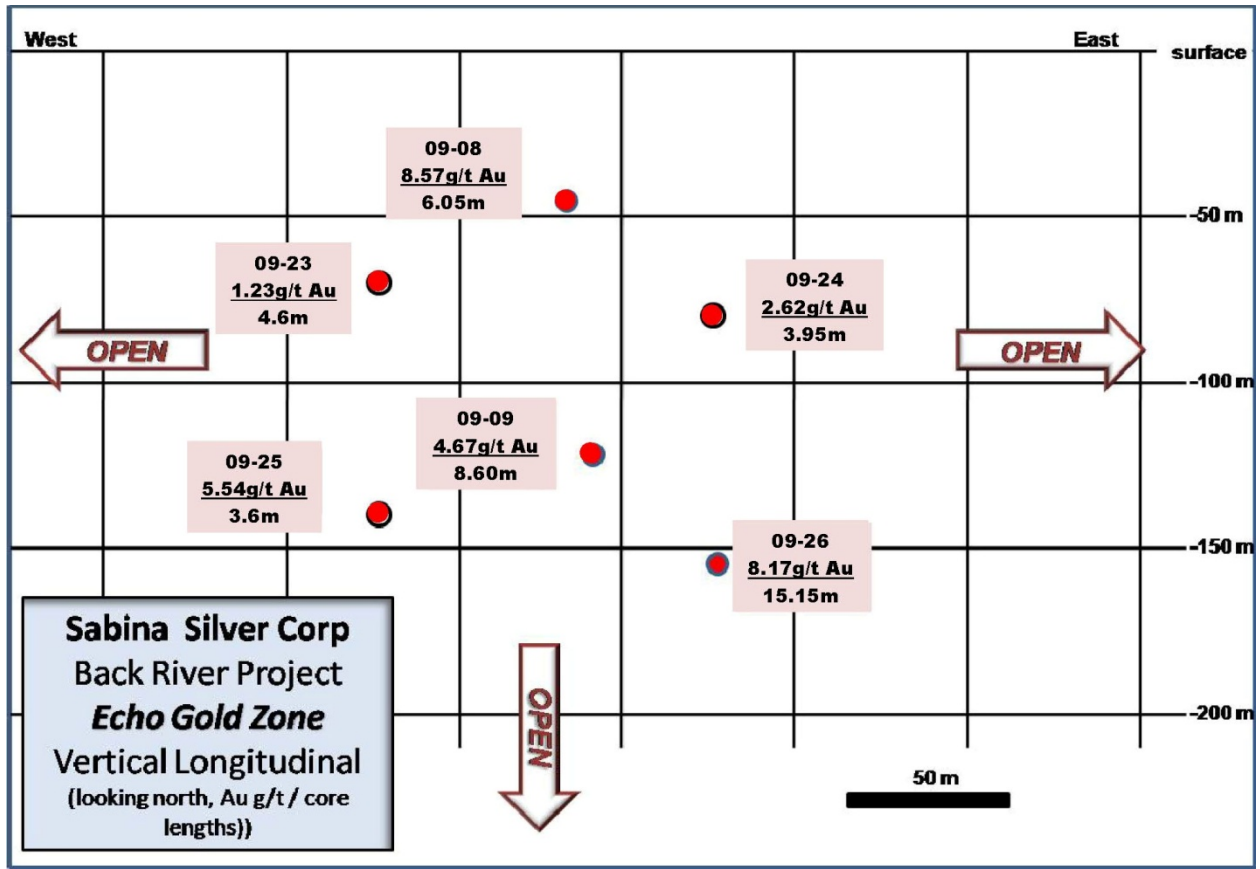 West
East
surface
09-08
8.57g/t Au
6.05m
-50 m
09-23
1.23g/t Au
4.6m
09-24
2.62g/t Au
3.95m
OPEN
OPEN
-100 m
09-09
4.67g/t Au
8.60m
09-25
5.54g/t Au
3.6m
09-26
8.17g/t Au
15.15m
-150 m
Sabina Silver Corp
Back River Project
Echo Gold Zone
Vertical Longitudinal
(looking north, Au g/t / core
lengths))
OPEN
-200 m
50 m